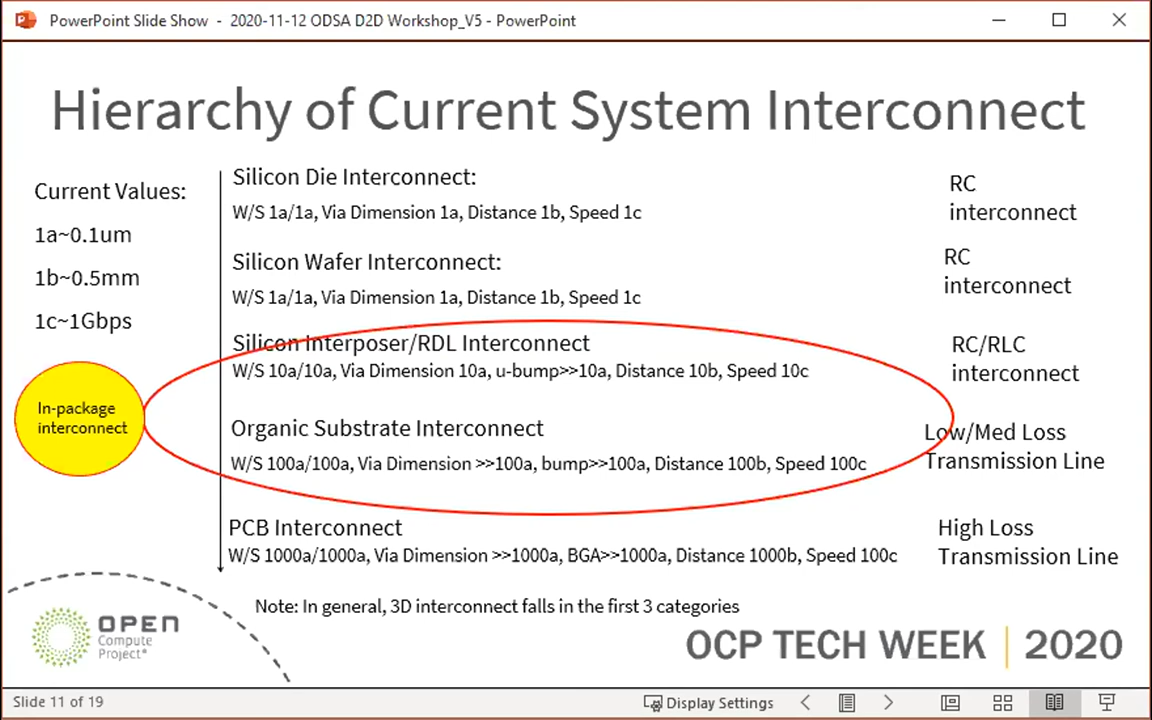 PowerPoint Slide Show - 2020-11-12 ODSA D2D Workshop_V5 - PowerPoint
Hierarchy of Current System Interconnect
Current Values:
1a~0.1um
1b~0.5mm
1c~1Gbps
In-package
interconnect
Silicon Die Interconnect:
W/S 1a/1a, Via Dimension 1a, Distance 1b, Speed 1c
RC
interconnect
Silicon Wafer Interconnect:
W/S 1a/1a, Via Dimension 1a, Distance 1b, Speed 1c
RC
interconnect
Silicon Interposer/RDL Interconnect
W/S 10a/10a, Via Dimension 10a, u-bump>>10a, Distance 10b, Speed 10c
RC/RLC
interconnect
Organic Substrate Interconnect
W/S 100a/100a, Via Dimension >>100a, bump>>100a, Distance 100b, Speed 100c
Low/Med Loss
Transmission Line
PCB Interconnect
W/S 1000a/1000a, Via Dimension >>1000a, BGA>>1000a, Distance 1000b, Speed 100c
High Loss
Transmission Line
Note: In general, 3D interconnect falls in the first 3 categories
OPEN
Compute
Project®
OCP TECH WEEK | 2020
Slide 11 of 19
Display Settings